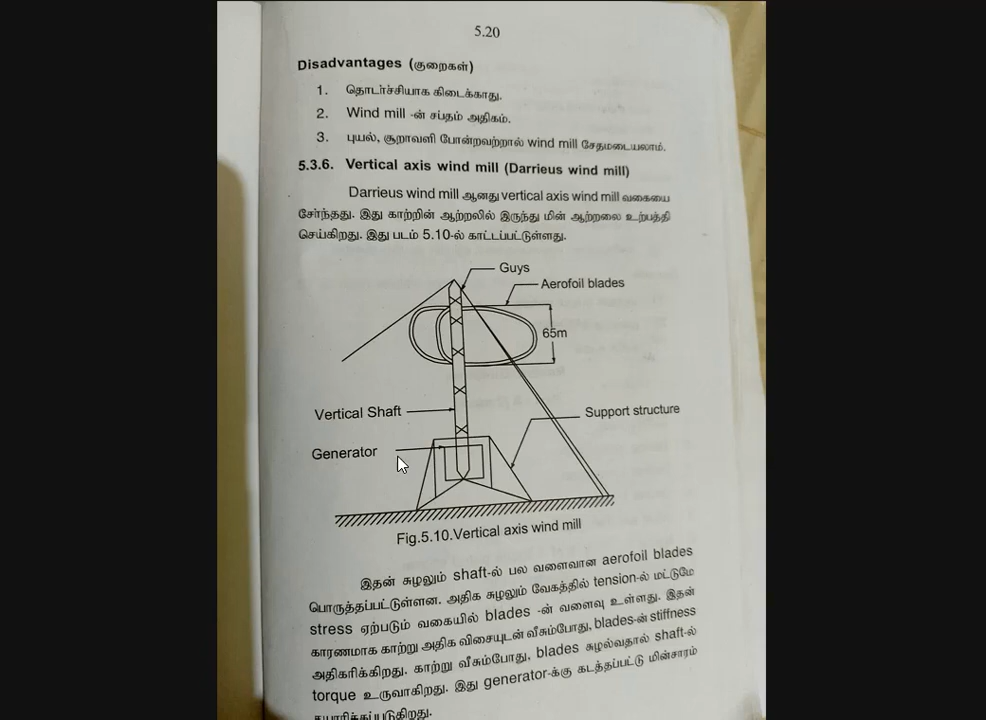 5.20
Disadvantages (குறைகள்)
1. தொடர்ச்சியாக கிடைக்காது.
2. Wind mill -ன் சப்தம் அதிகம்.
3. புயல், சூறாவளி போன்றவற்றால் wind mill சேதமடையலாம்.
5.3.6. Vertical axis wind mill (Darrieus wind mill)
Darrieus wind mill ஆனது vertical axis wind mill வகையை
சேர்ந்தது. இது காற்றின் ஆற்றலில் இருந்து மின் ஆற்றலை உற்பத்தி
செய்கிறது. இது படம் 5.10-ல் காட்டப்பட்டுள்ளது.
Guys
Aerofoil blades
65m
Vertical Shaft
Support structure
Generator
Fig.5.10.Vertical axis wind mill
இதன் சுழலும் shaft-ல் பல வளைவான aerofoil blades
பொருத்தப்பட்டுள்ளன. அதிக சுழலும் வேகத்தில் tension-ல் மட்டுமே
stress ஏற்படும் வகையில் blades -ன் வளைவு உள்ளது. இதன்
காரணமாக காற்று அதிக விசையுடன் வீசும்போது, blades-ன் stiffness
அதிகரிக்கிறது. காற்று வீசும்போது, blades சுழல்வதால் shaft-ல்
torque உருவாகிறது. இது generator-க்கு கடத்தப்பட்டு மின்சாரம்
தயாரிக்கப்படுகிறது.